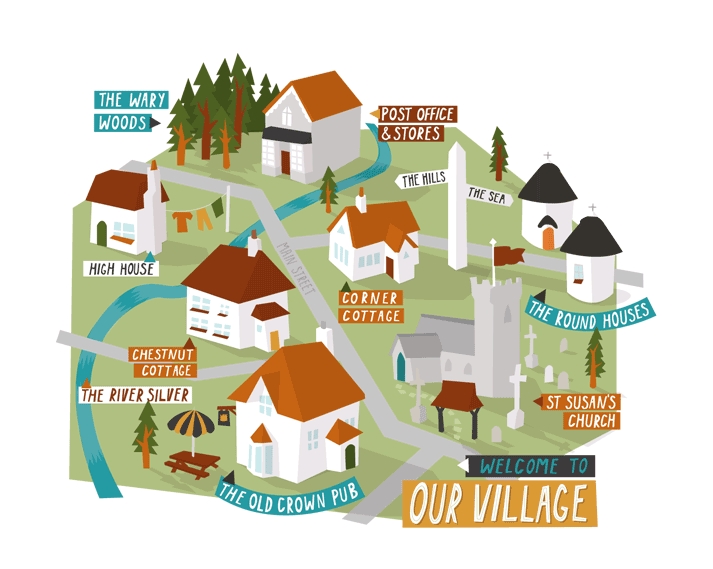 THE WARY
WOODS
POST OFFICE
& STORES
THE HILLS
THE SEA
HIGH HOUSE
MAIN STREET
CORNER
COTTAGE
THE ROUND HOUSES
CHESTNUT
COTTAGE
THE RIVER SILVER
ST SUSAN'S
CHURCH
THE OLD CROWN PUB
WELCOME TO
OUR VILLAGE